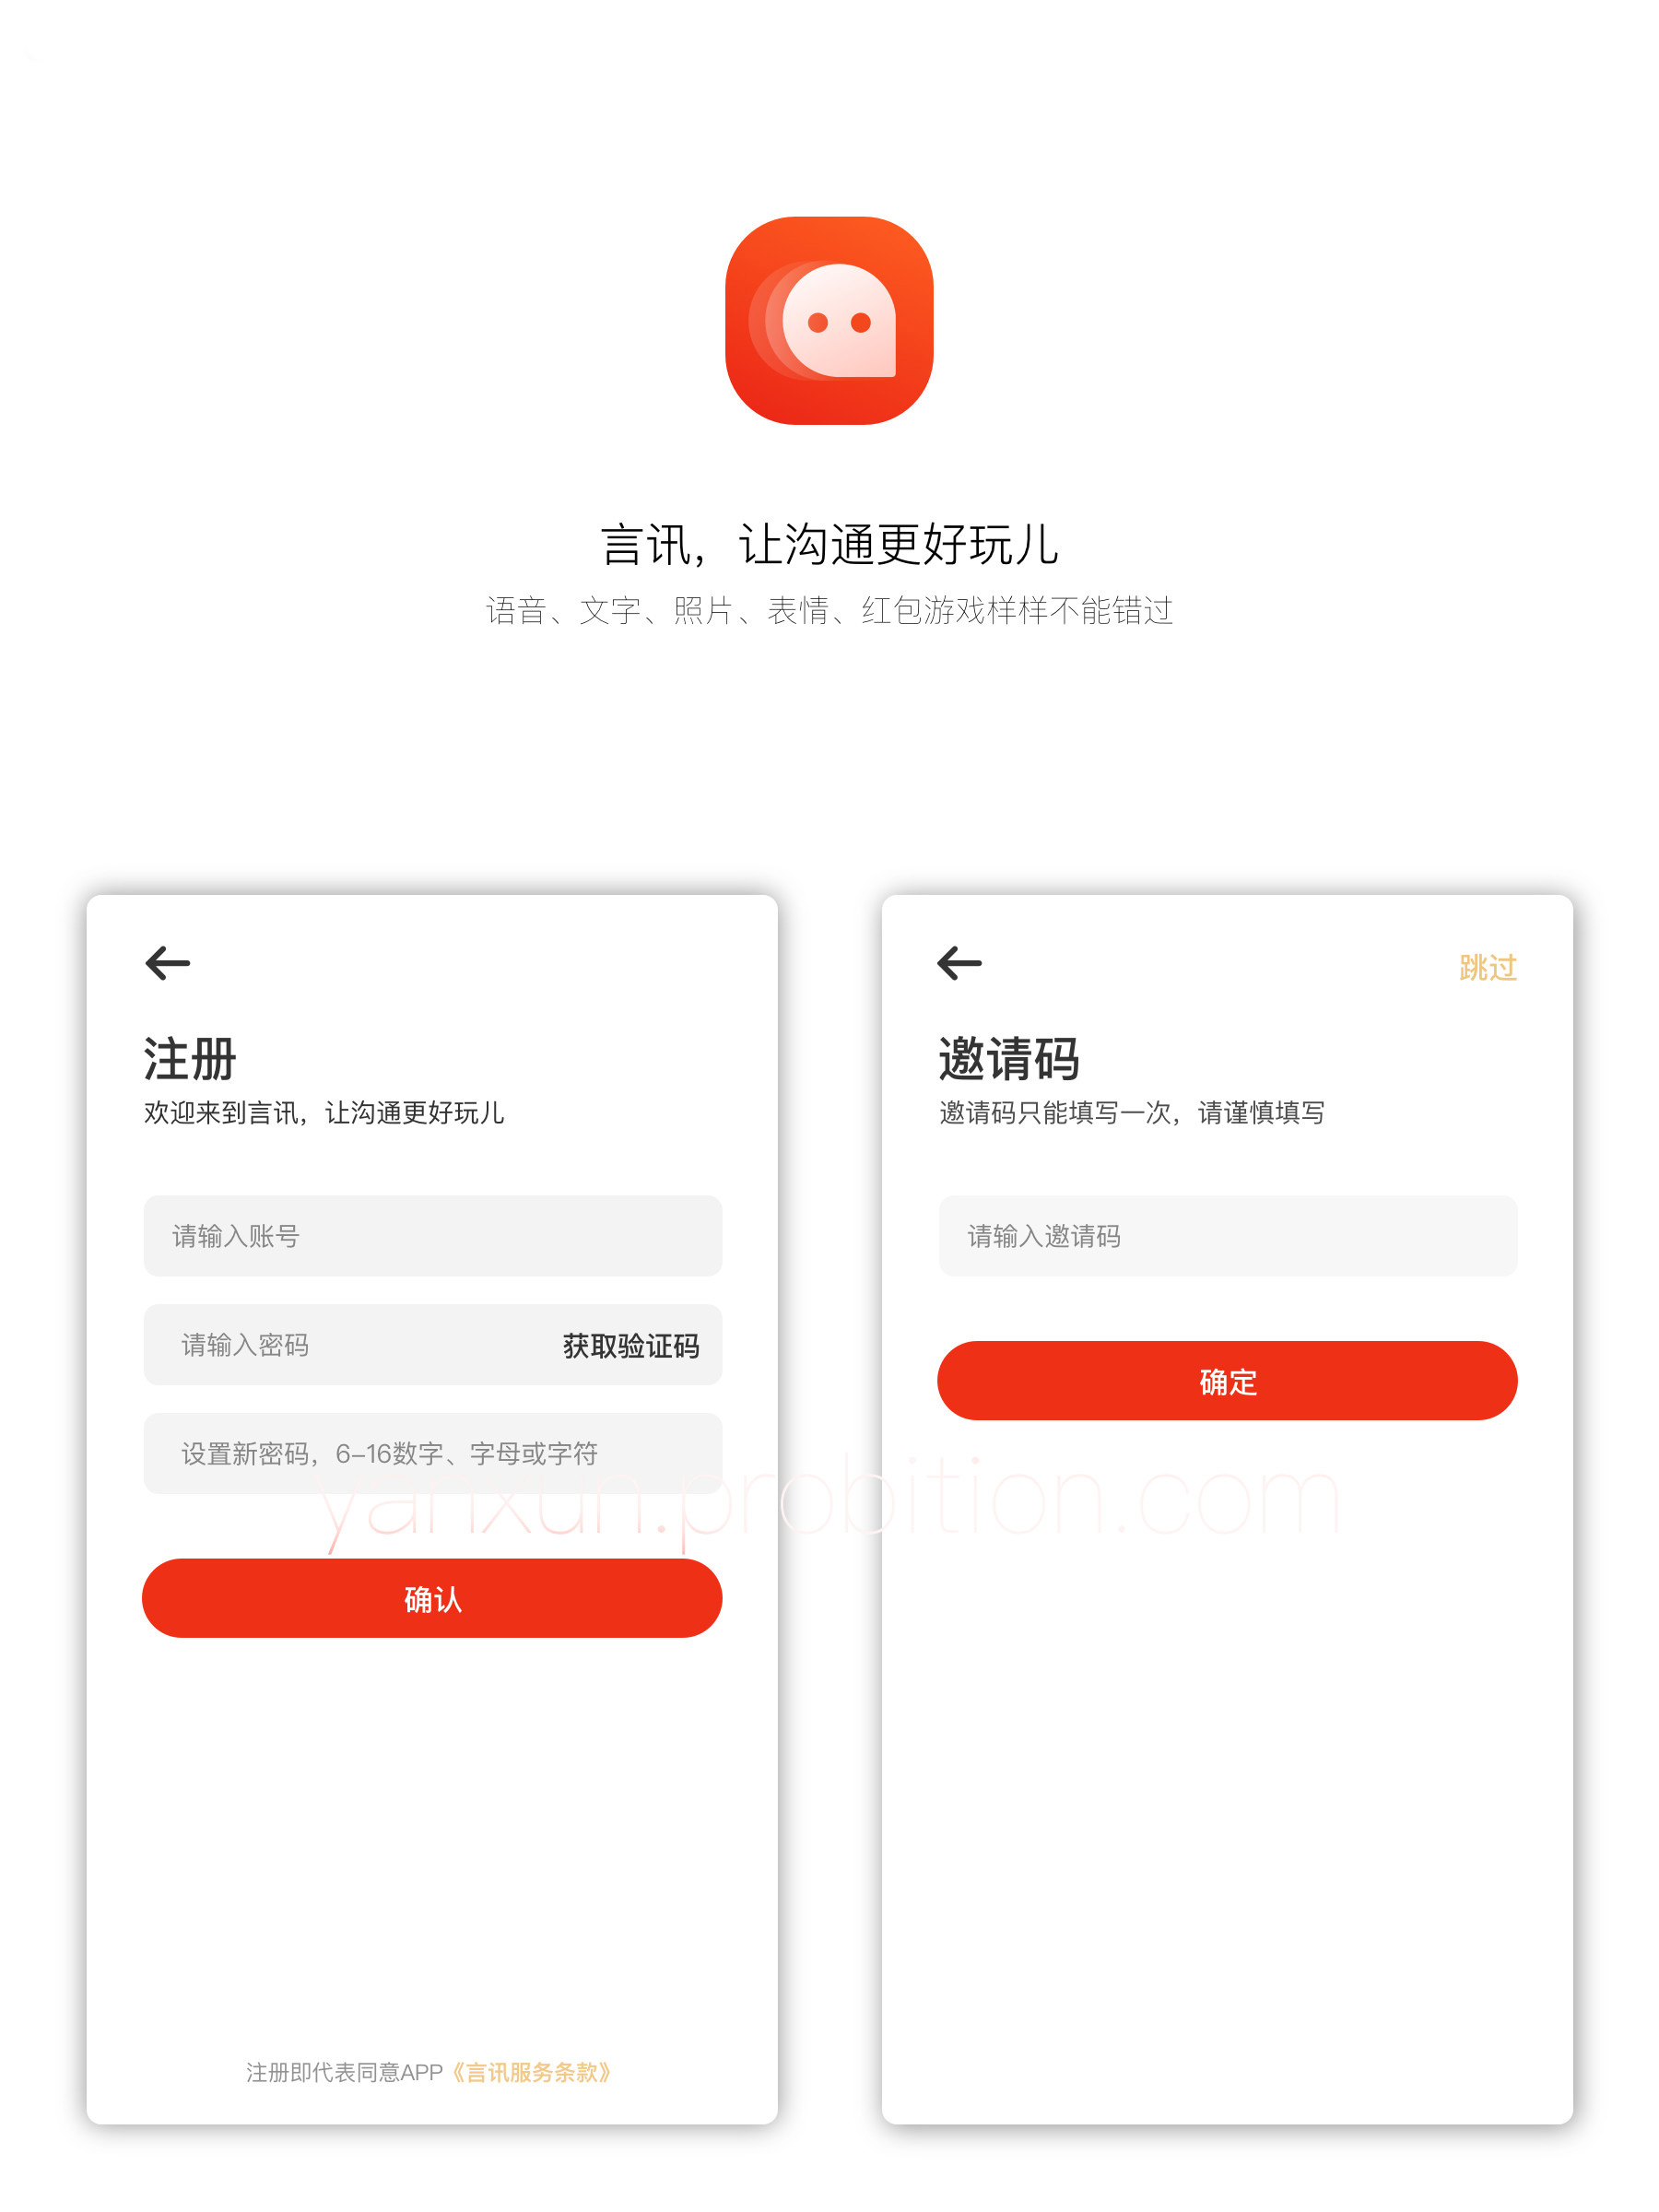 言讯，让沟通更好玩儿
语音、文字、照片、表情、红包游戏样样不能错过
注册
欢迎来到言讯，让沟通更好玩儿
请输入账号
请输入密码 获取验证码
设置新密码，6-16数字、字母或字符
确认
注册即代表同意APP《言讯服务条款》
跳过
邀请码
邀请码只能填写一次，请谨慎填写
请输入邀请码
确定
yanxun.probition.com